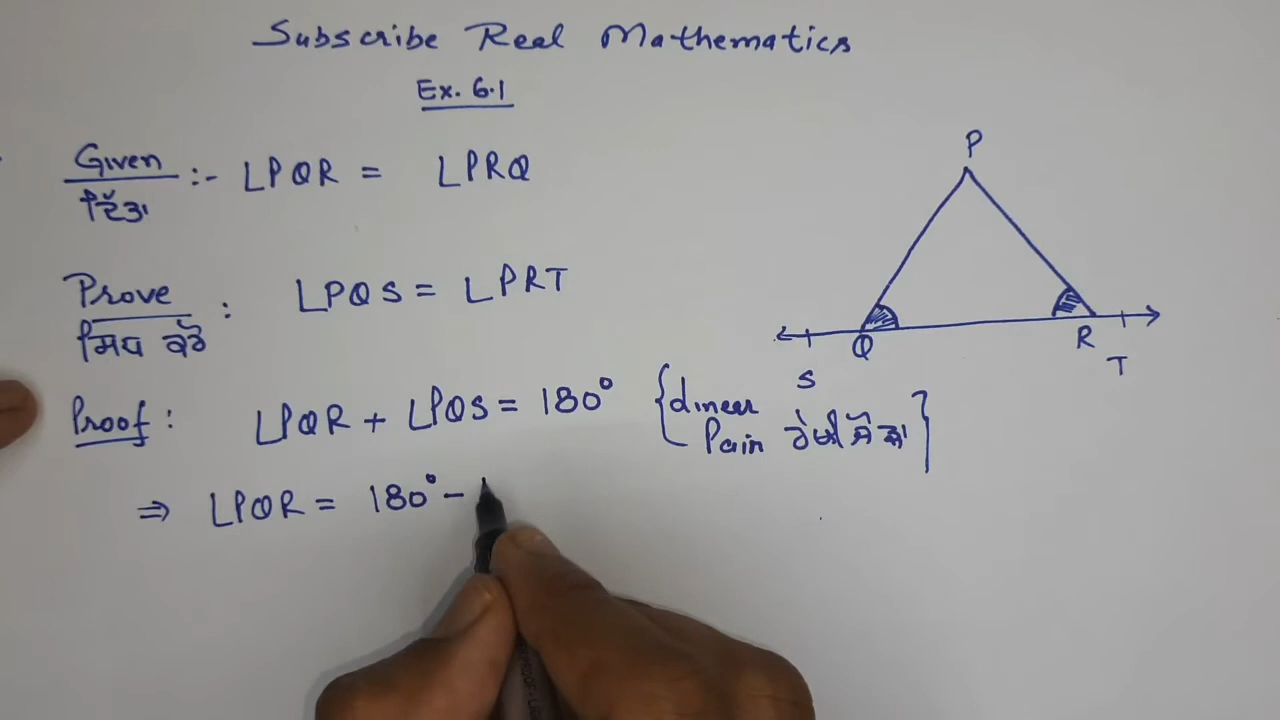 Subscribe Real Mathematics
Ex. 6.1
Given :- ∠PQR = ∠PRQ
ਦਿੱਤਾ
Prove : ∠PQS = ∠PRT
ਸਿਧ ਕਰੋ
Proof : ∠PQR + ∠PQS = 180° {Linear
Pair ਰੇਖੀ ਜੋੜਾ}
⇒ ∠PQR = 180° -
P
Q
R
S
T